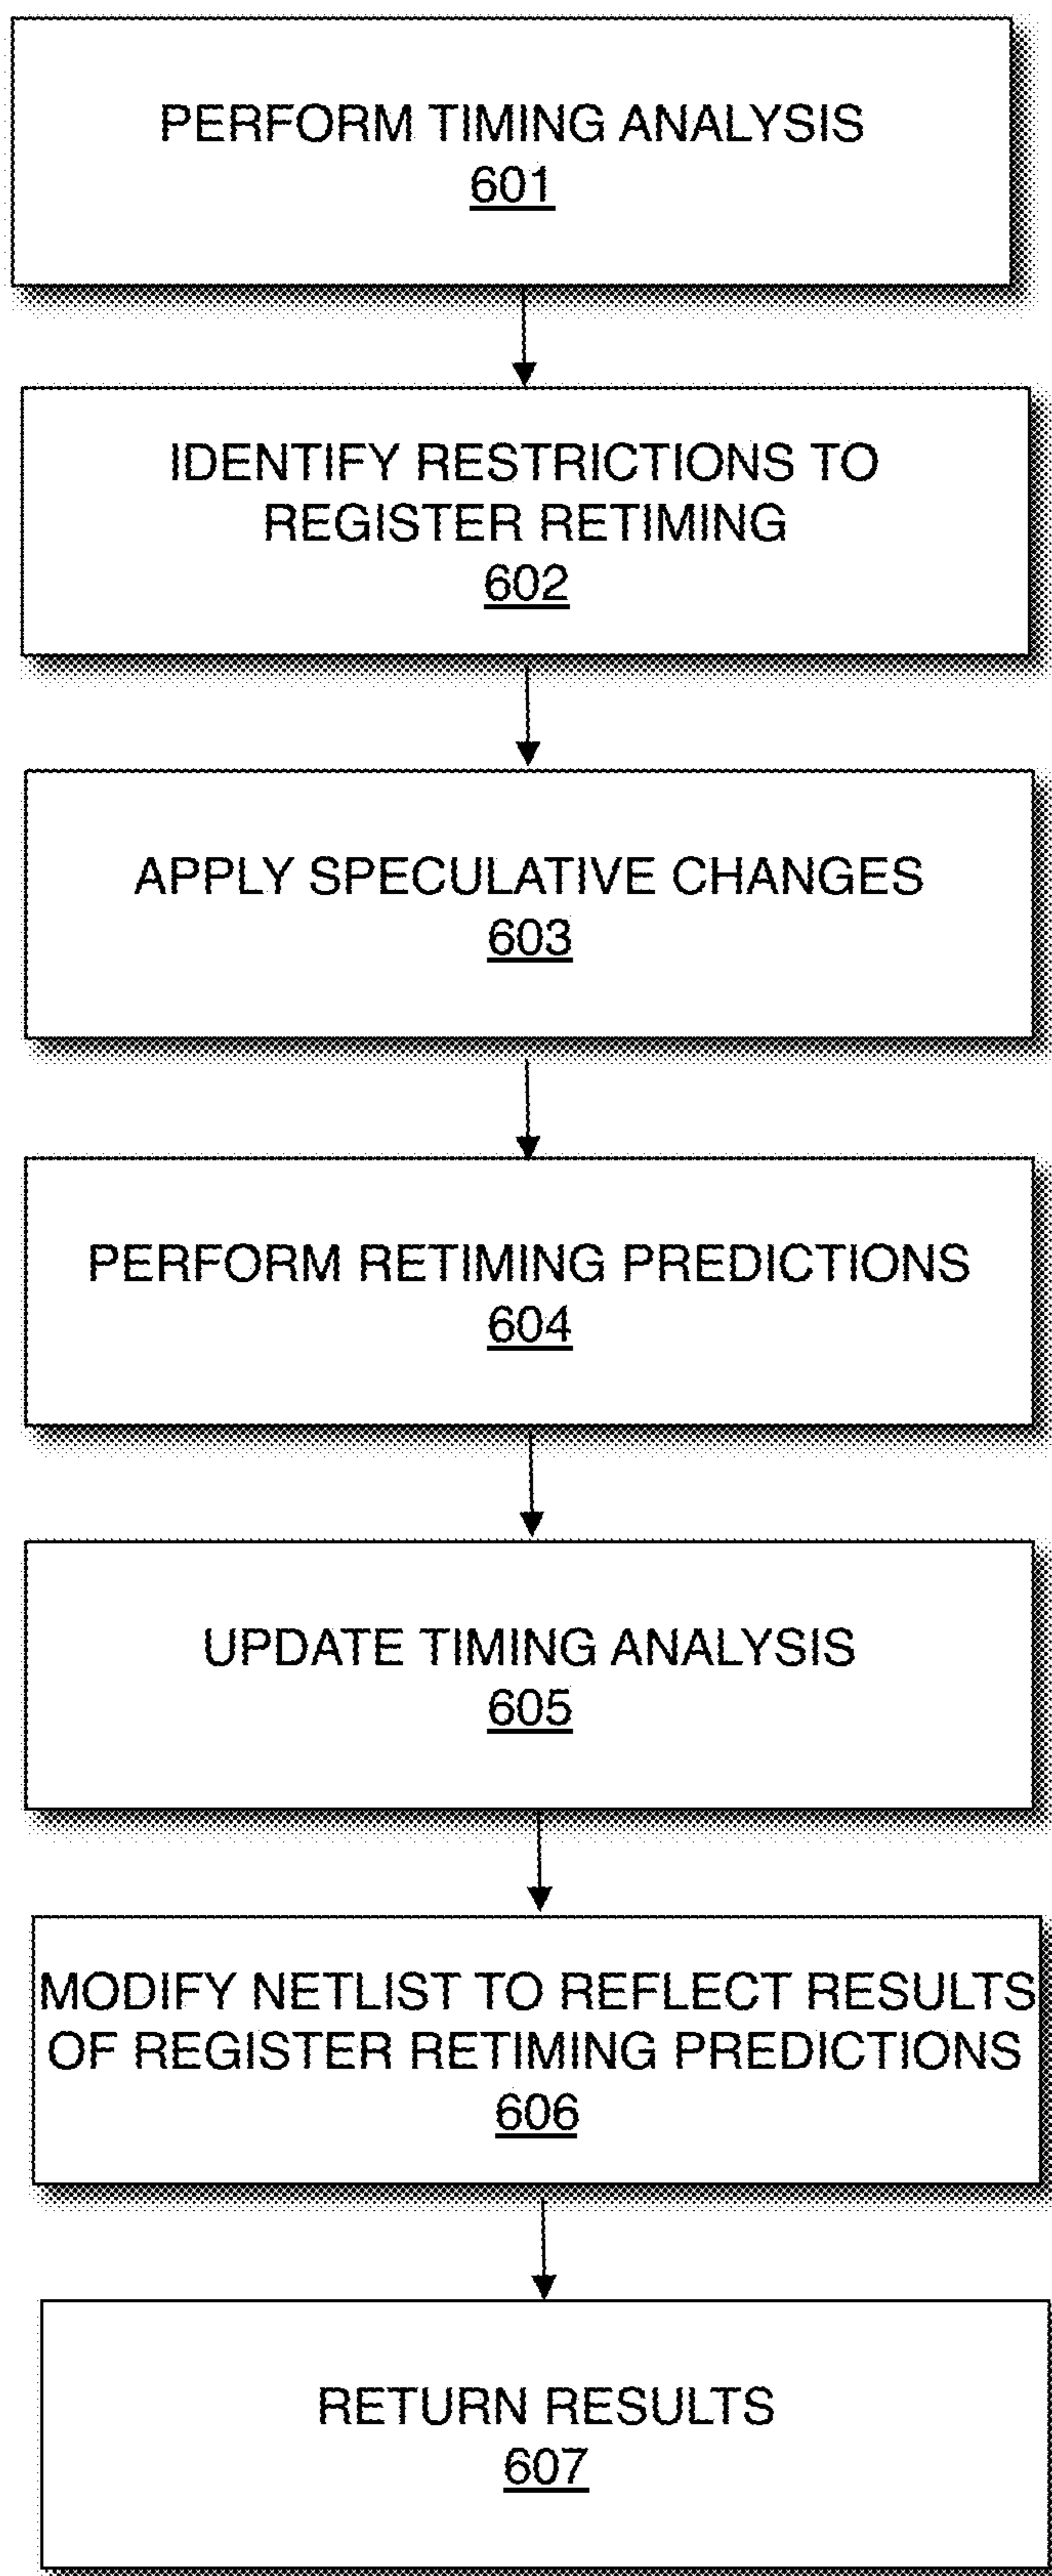 PERFORM TIMING ANALYSIS
601
IDENTIFY RESTRICTIONS TO
REGISTER RETIMING
602
APPLY SPECULATIVE CHANGES
603
PERFORM RETIMING PREDICTIONS
604
UPDATE TIMING ANALYSIS
605
MODIFY NETLIST TO REFLECT RESULTS
OF REGISTER RETIMING PREDICTIONS
606
RETURN RESULTS
607